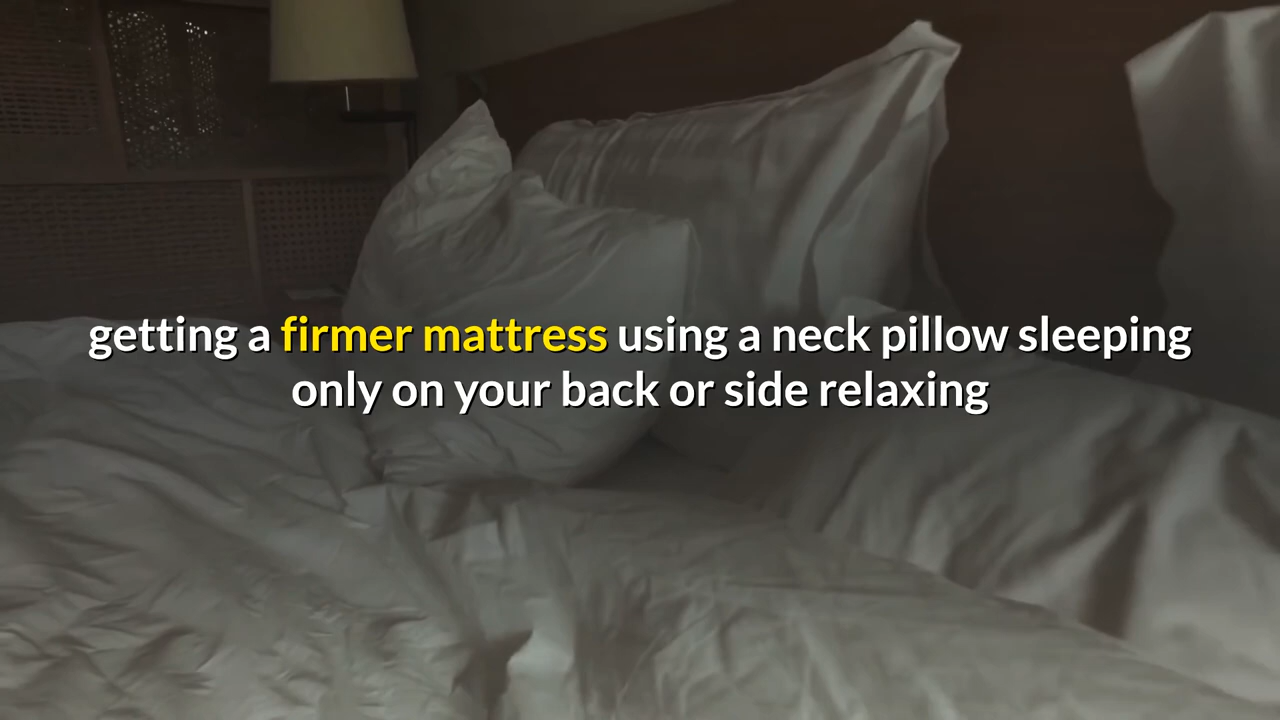 getting a firmer mattress using a neck pillow sleeping
only on your back or side relaxing